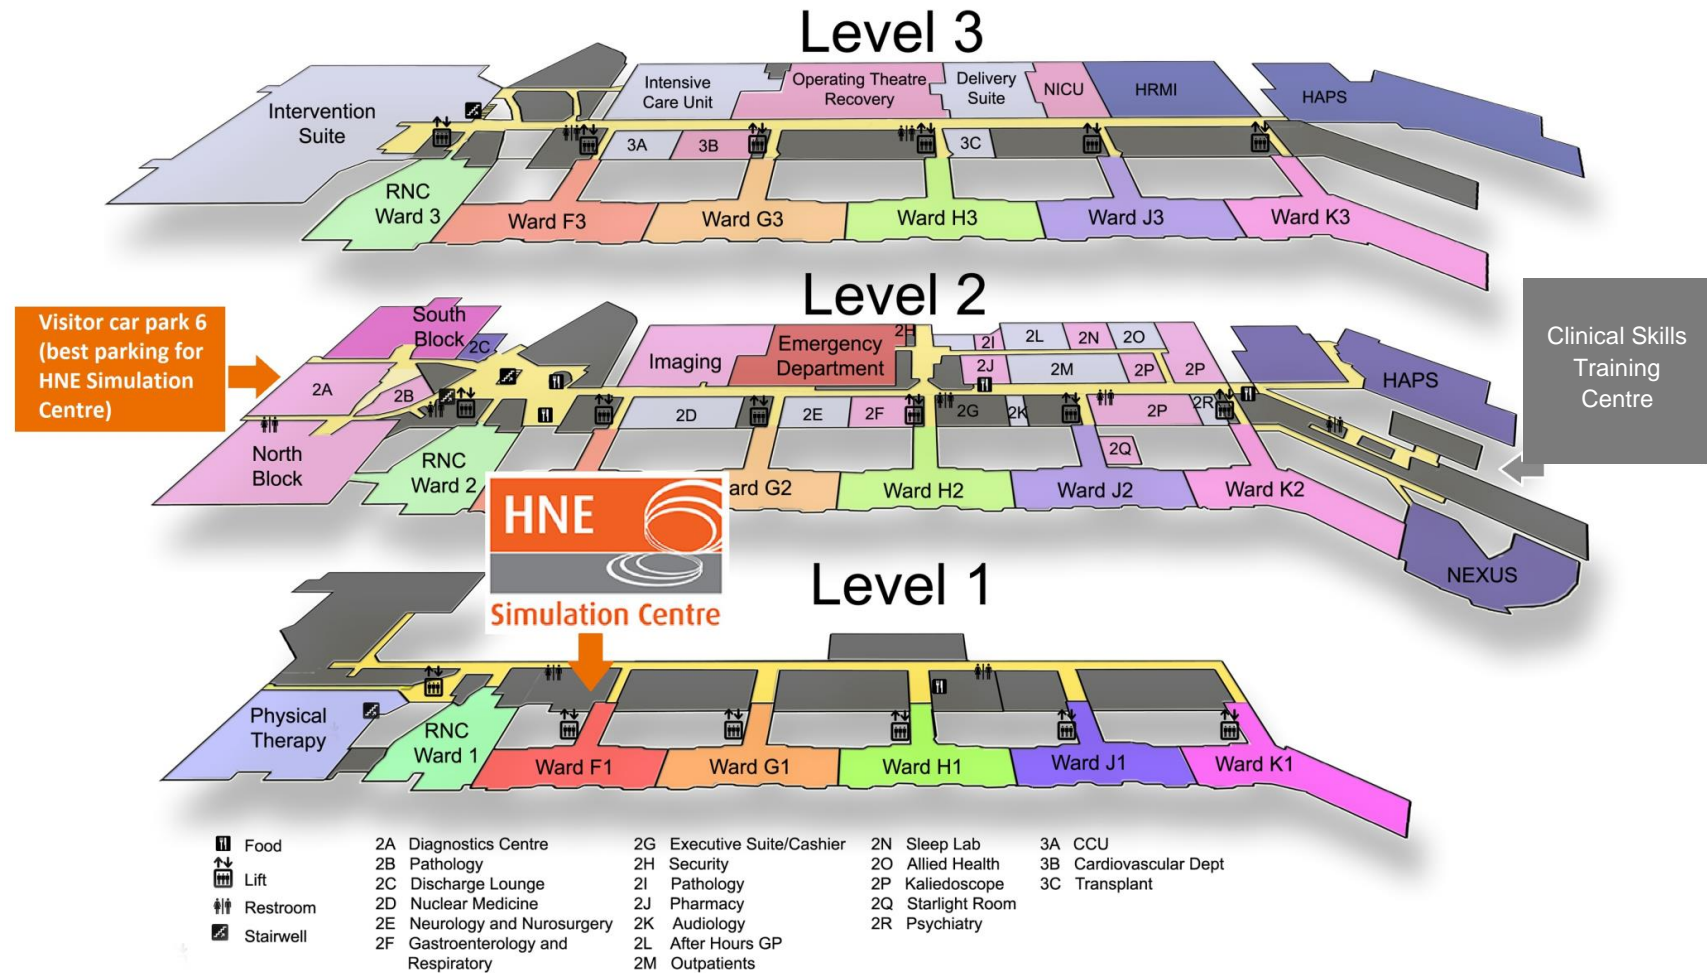 Level 3
Intervention
Suite
Intensive
Care Unit
Operating Theatre
Recovery
Delivery
Suite
NICU
HRMI
HAPS
3A
3B
3C
RNC
Ward 3
Ward F3
Ward G3
Ward H3
Ward J3
Ward K3
Level 2
Visitor car park 6
(best parking for
HNE Simulation
Centre)
South
Block
2C
2A
2B
North
Block
RNC
Ward 2
Imaging
Emergency
Department
2H
2I
2J
2L
2N
2O
2M
2P
2P
HAPS
2D
2E
2F
2G
2K
2P
2R
2Q
ard G2
Ward H2
Ward J2
Ward K2
NEXUS
Clinical Skills
Training
Centre
HNE
Simulation Centre
Level 1
Physical
Therapy
RNC
Ward 1
Ward F1
Ward G1
Ward H1
Ward J1
Ward K1
Food
Lift
Restroom
Stairwell
2A Diagnostics Centre
2B Pathology
2C Discharge Lounge
2D Nuclear Medicine
2E Neurology and Nurosurgery
2F Gastroenterology and
Respiratory
2G Executive Suite/Cashier
2H Security
2I Pathology
2J Pharmacy
2K Audiology
2L After Hours GP
2M Outpatients
2N Sleep Lab
2O Allied Health
2P Kaliedoscope
2Q Starlight Room
2R Psychiatry
3A CCU
3B Cardiovascular Dept
3C Transplant